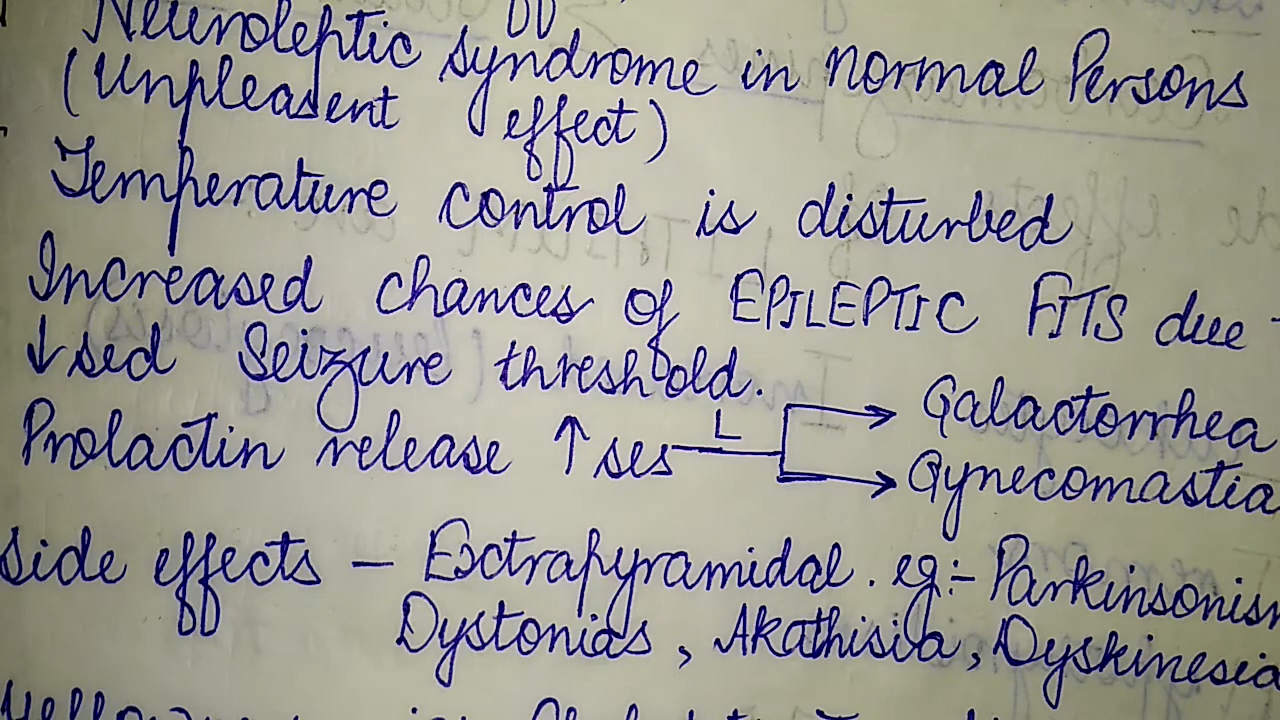 Neuroleptic syndrome in normal Persons
(Unpleasent effect)
Temperature control is disturbed
Increased chances of EPILEPTIC FITS due
↓sed Seizure threshold.
Prolactin release ↑ses → Galactorrhea
→ Gynecomastia
Side effects – Extrapyramidal. eg:- Parkinsonism
Dystonias, Akathisia, Dyskinesia